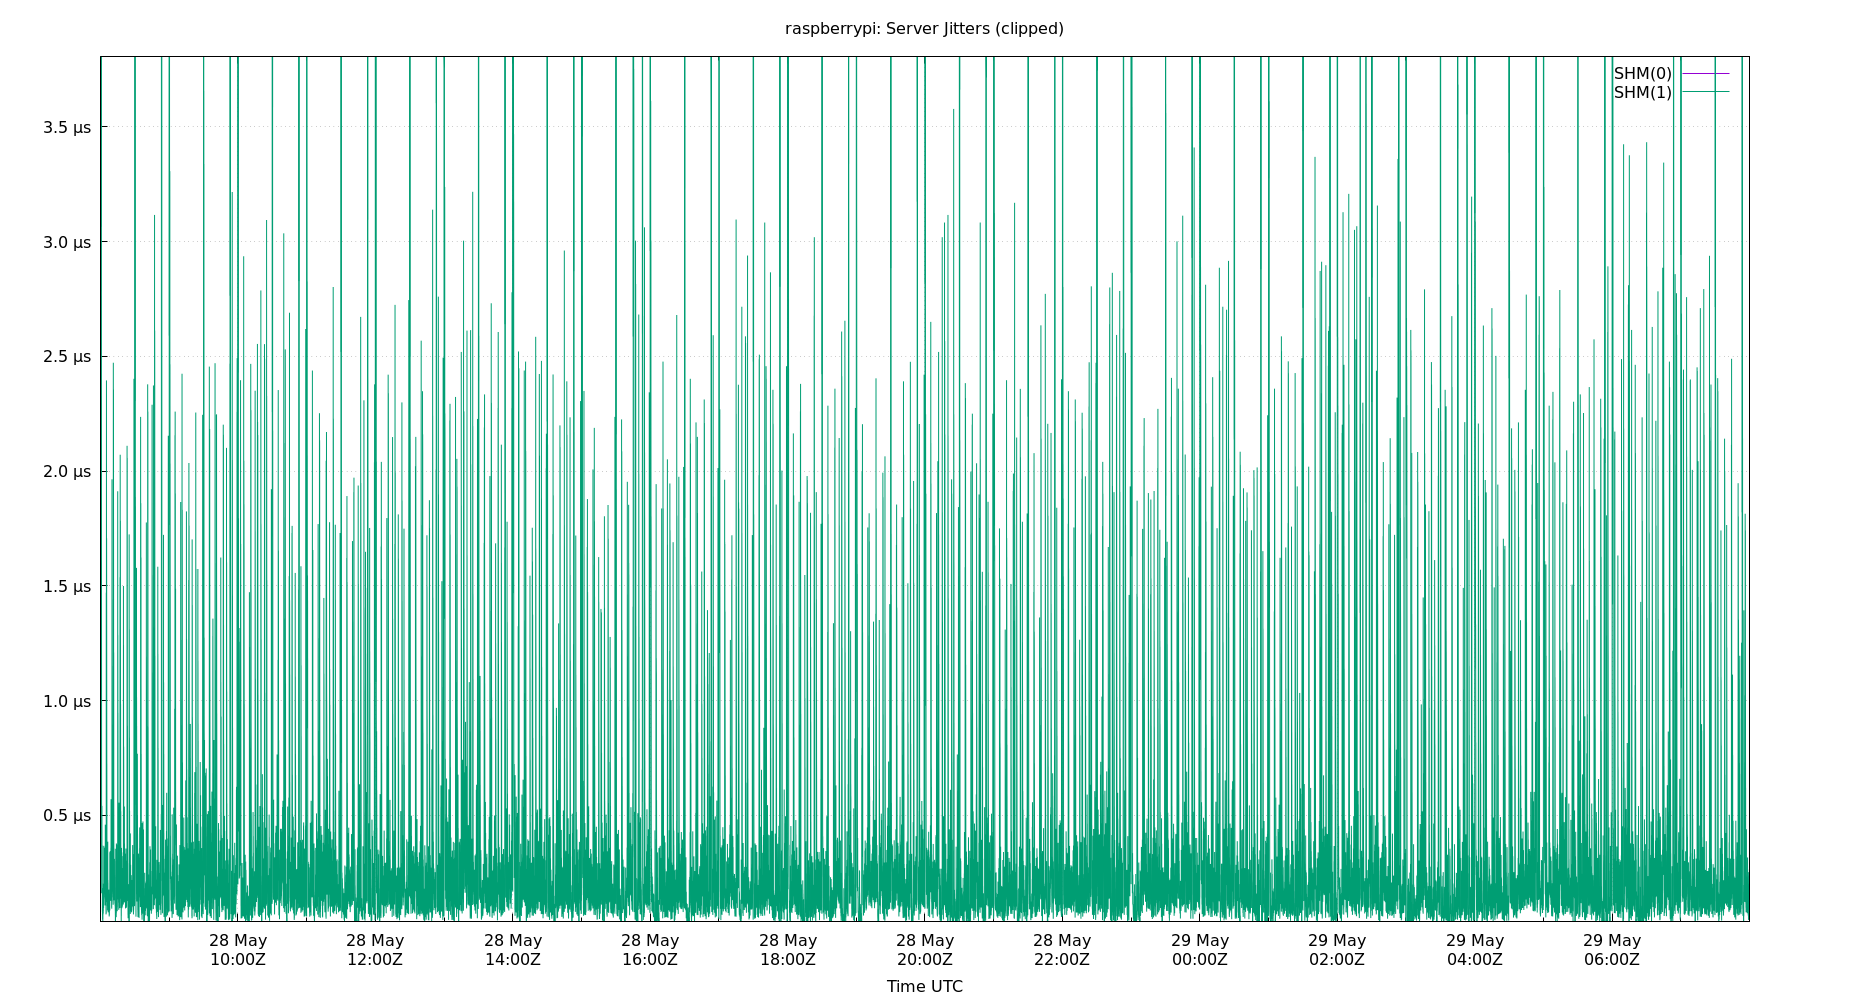 raspberrypi: Server Jitters (clipped)
SHM(0)
SHM(1)
3.5 µs
3.0 µs
2.5 µs
2.0 µs
1.5 µs
1.0 µs
0.5 µs
28 May 28 May 28 May 28 May 28 May 28 May 28 May 29 May 29 May 29 May 29 May
10:00Z 12:00Z 14:00Z 16:00Z 18:00Z 20:00Z 22:00Z 00:00Z 02:00Z 04:00Z 06:00Z
Time UTC